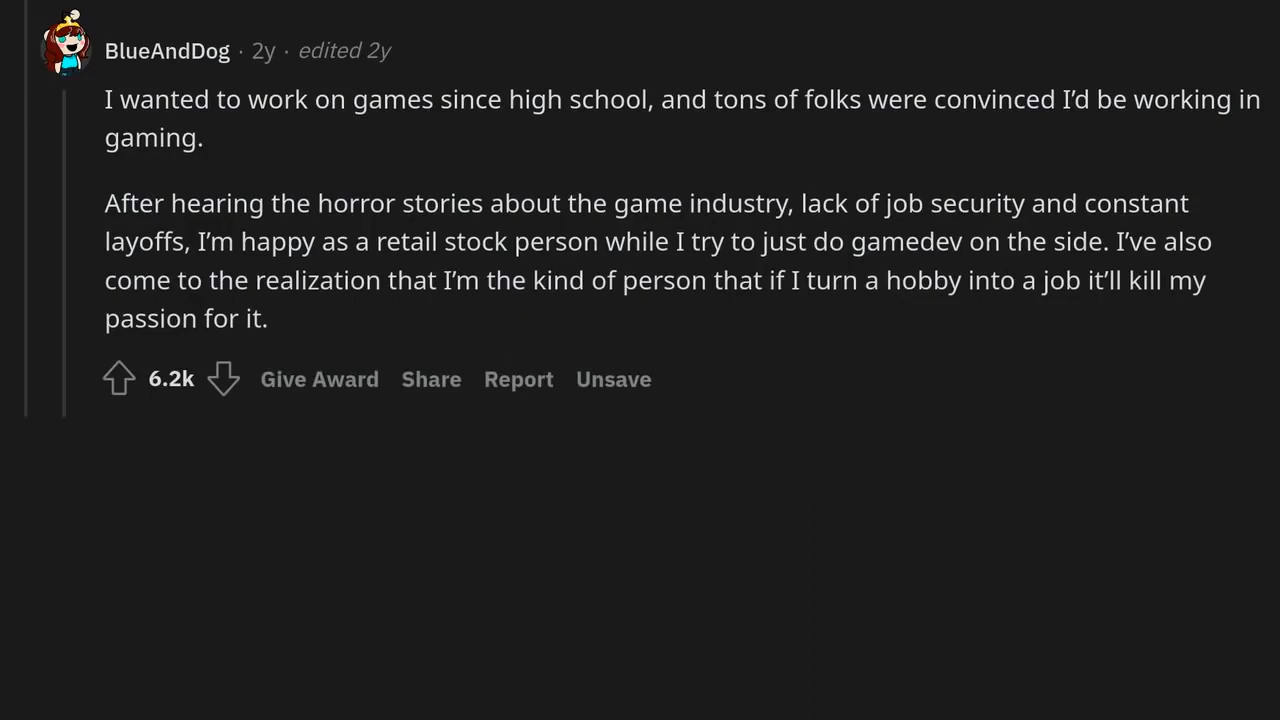 BlueAndDog · 2y · edited 2y
I wanted to work on games since high school, and tons of folks were convinced I’d be working in
gaming.
After hearing the horror stories about the game industry, lack of job security and constant
layoffs, I’m happy as a retail stock person while I try to just do gamedev on the side. I’ve also
come to the realization that I’m the kind of person that if I turn a hobby into a job it’ll kill my
passion for it.
6.2k Give Award Share Report Unsave